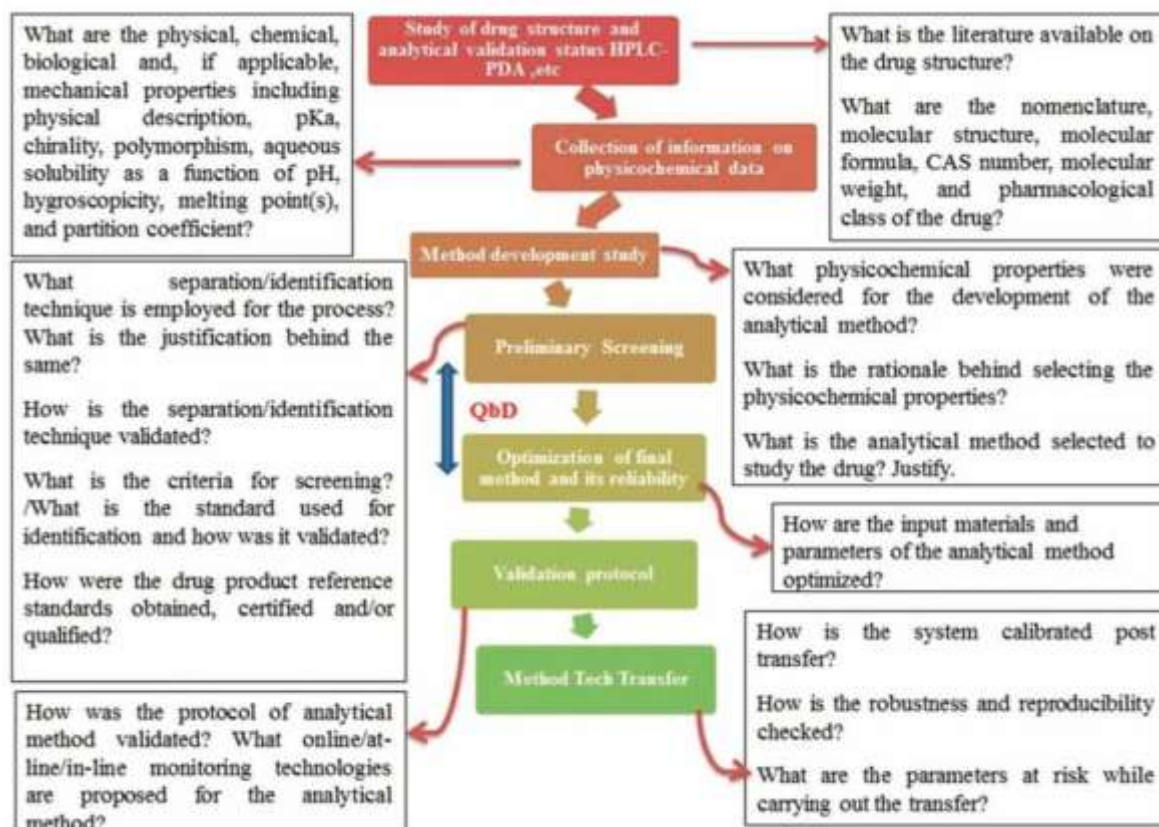 Study of drug structure and
analytical validation status HPLC-
PDA ,etc
What are the physical, chemical,
biological and, if applicable,
mechanical properties including
physical description, pKa,
chirality, polymorphism, aqueous
solubility as a function of pH,
hygroscopicity, melting point(s),
and partition coefficient?
What is the literature available on
the drug structure?
What are the nomenclature,
molecular structure, molecular
formula, CAS number, molecular
weight, and pharmacological
class of the drug?
Collection of information on
physicochemical data
Method development study
What physicochemical properties were
considered for the development of the
analytical method?
What is the rationale behind selecting the
physicochemical properties?
What is the analytical method selected to
study the drug? Justify.
What separation/identification
technique is employed for the process?
What is the justification behind the
same?
How is the separation/identification
technique validated?
What is the criteria for screening?
/What is the standard used for
identification and how was it validated?
How were the drug product reference
standards obtained, certified and/or
qualified?
Preliminary Screening
QbD
Optimization of final
method and its reliability
How are the input materials and
parameters of the analytical method
optimized?
Validation protocol
How was the protocol of analytical
method validated? What online/at-
line/in-line monitoring technologies
are proposed for the analytical
method?
Method Tech Transfer
How is the system calibrated post
transfer?
How is the robustness and reproducibility
checked?
What are the parameters at risk while
carrying out the transfer?